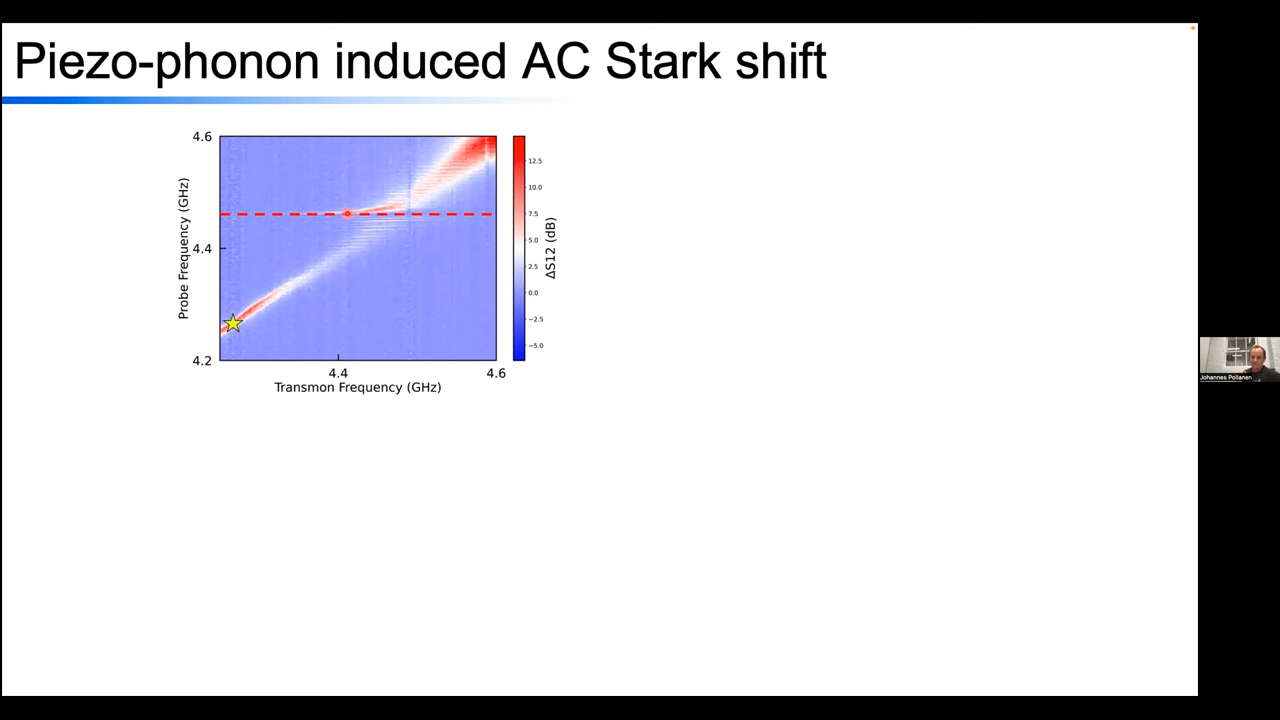 Piezo-phonon induced AC Stark shift
4.6
4.4
4.2
Probe Frequency (GHz)
4.4
4.6
Transmon Frequency (GHz)
12.5
10.0
7.5
5.0
2.5
0.0
−2.5
−5.0
ΔS12 (dB)
Johannes Pollanen